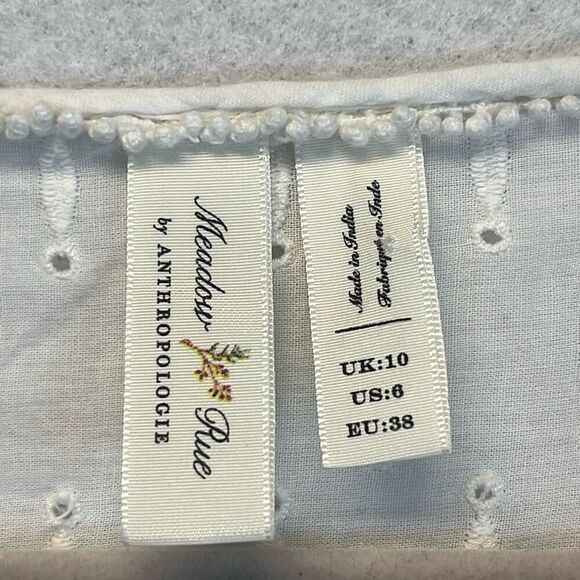 Meadow Rue
by ANTHROPOLOGIE
Made in India
Fabriqué en Inde
UK:10
US:6
EU:38